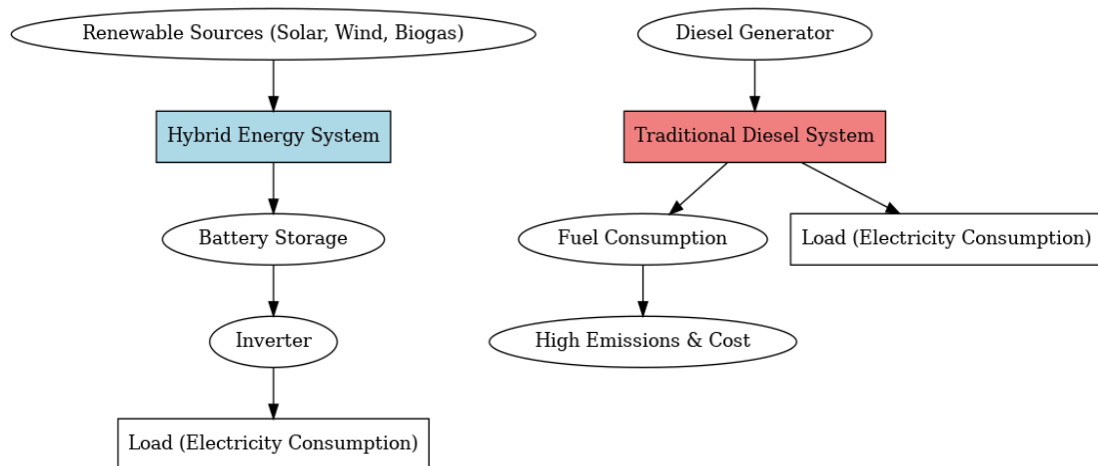 Renewable Sources (Solar, Wind, Biogas)
Diesel Generator
Hybrid Energy System
Traditional Diesel System
Battery Storage
Fuel Consumption
Load (Electricity Consumption)
Inverter
High Emissions & Cost
Load (Electricity Consumption)